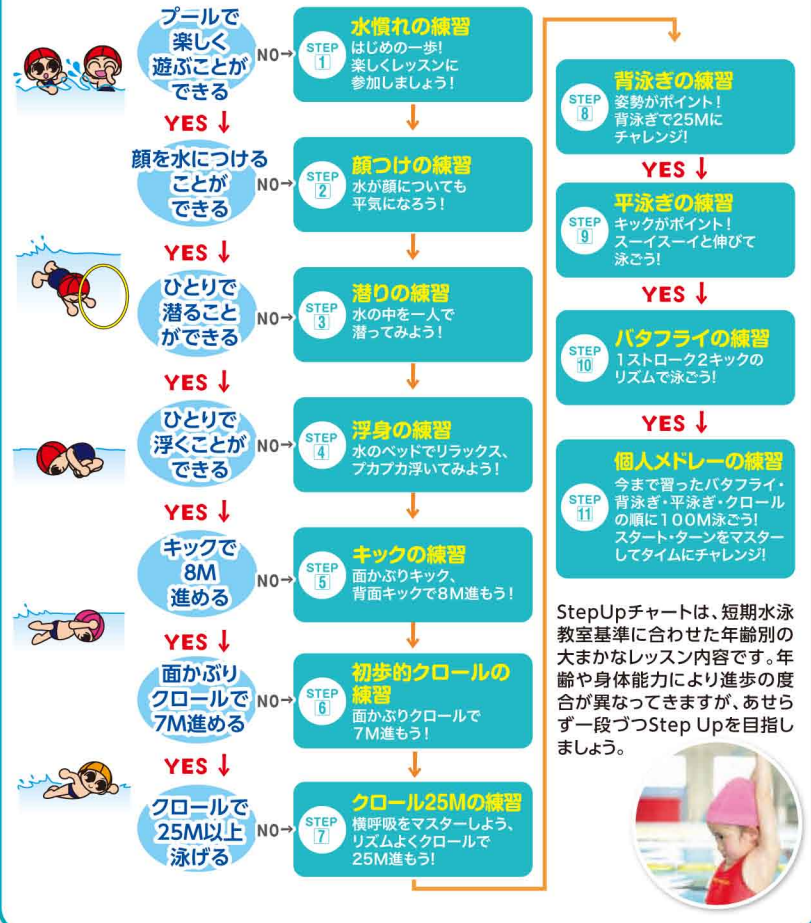 プールで
楽しく
遊ぶことが
できる
NO→
STEP
1
水慣れの練習
はじめの一歩!
楽しくレッスンに
参加しましょう!
YES ↓
顔を水につける
ことが
できる
NO→
STEP
2
顔つけの練習
水が顔についても
平気になろう!
YES ↓
ひとりで
潜ること
ができる
NO→
STEP
3
潜りの練習
水の中を一人で
潜ってみよう!
YES ↓
ひとりで
浮くことが
できる
NO→
STEP
4
浮身の練習
水のベッドでリラックス、
プカプカ浮いてみよう!
YES ↓
キックで
8M
進める
NO→
STEP
5
キックの練習
面かぶりキック、
背面キックで8M進もう!
YES ↓
面かぶり
クロールで
7M進める
NO→
STEP
6
初歩的クロールの
練習
面かぶりクロールで
7M進もう!
YES ↓
クロールで
25M以上
泳げる
NO→
STEP
7
クロール25Mの練習
横呼吸をマスターしよう、
リズムよくクロールで
25M進もう!
STEP
8
背泳ぎの練習
姿勢がポイント!
背泳ぎで25Mに
チャレンジ!
YES ↓
STEP
9
平泳ぎの練習
キックがポイント!
スーイスーイと伸びて
泳ごう!
YES ↓
STEP
10
バタフライの練習
1ストローク2キックの
リズムで泳ごう!
YES ↓
STEP
11
個人メドレーの練習
今まで習ったバタフライ・
背泳ぎ・平泳ぎ・クロール
の順に100M泳ごう!
スタート・ターンをマスター
してタイムにチャレンジ!
StepUpチャートは、短期水泳
教室基準に合わせた年齢別の
大まかなレッスン内容です。年
齢や身体能力により進歩の度
合が異なってきますが、あせら
ず一段づつStep Upを目指し
ましょう。